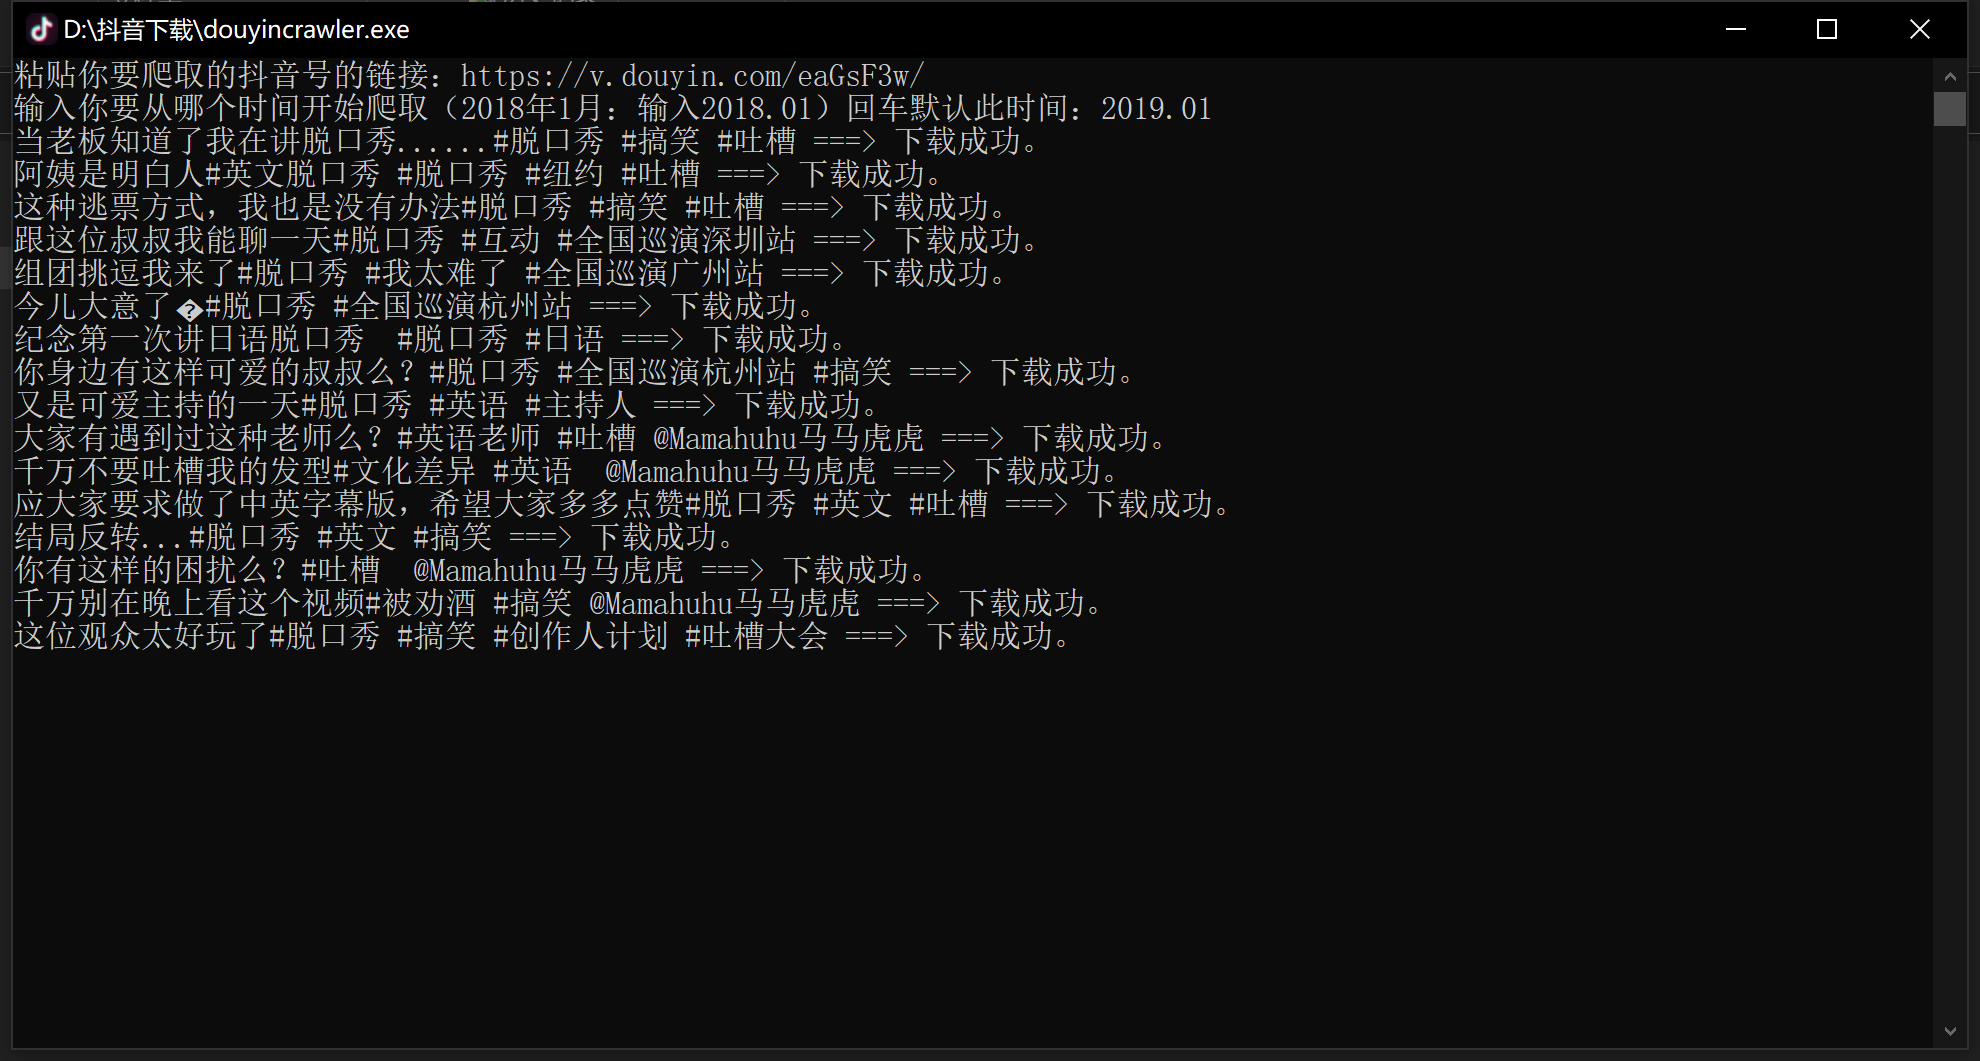 D:\抖音下载\douyincrawler.exe
粘贴你要爬取的抖音号的链接：https://v.douyin.com/eaGsF3w/
输入你要从哪个时间开始爬取（2018年1月：输入2018.01）回车默认此时间：2019.01
当老板知道了我在讲脱口秀......#脱口秀 #搞笑 #吐槽 ===> 下载成功。
阿姨是明白人#英文脱口秀 #脱口秀 #纽约 #吐槽 ===> 下载成功。
这种逃票方式，我也是没有办法#脱口秀 #搞笑 #吐槽 ===> 下载成功。
跟这位叔叔我能聊一天#脱口秀 #互动 #全国巡演深圳站 ===> 下载成功。
组团挑逗我来了#脱口秀 #我太难了 #全国巡演广州站 ===> 下载成功。
今儿大意了�#脱口秀 #全国巡演杭州站 ===> 下载成功。
纪念第一次讲日语脱口秀  #脱口秀 #日语 ===> 下载成功。
你身边有这样可爱的叔叔么？#脱口秀 #全国巡演杭州站 #搞笑 ===> 下载成功。
又是可爱主持的一天#脱口秀 #英语 #主持人 ===> 下载成功。
大家有遇到过这种老师么？#英语老师 #吐槽 @Mamahuhu马马虎虎 ===> 下载成功。
千万不要吐槽我的发型#文化差异 #英语  @Mamahuhu马马虎虎 ===> 下载成功。
应大家要求做了中英字幕版，希望大家多多点赞#脱口秀 #英文 #吐槽 ===> 下载成功。
结局反转...#脱口秀 #英文 #搞笑 ===> 下载成功。
你有这样的困扰么？#吐槽  @Mamahuhu马马虎虎 ===> 下载成功。
千万别在晚上看这个视频#被劝酒 #搞笑 @Mamahuhu马马虎虎 ===> 下载成功。
这位观众太好玩了#脱口秀 #搞笑 #创作人计划 #吐槽大会 ===> 下载成功。